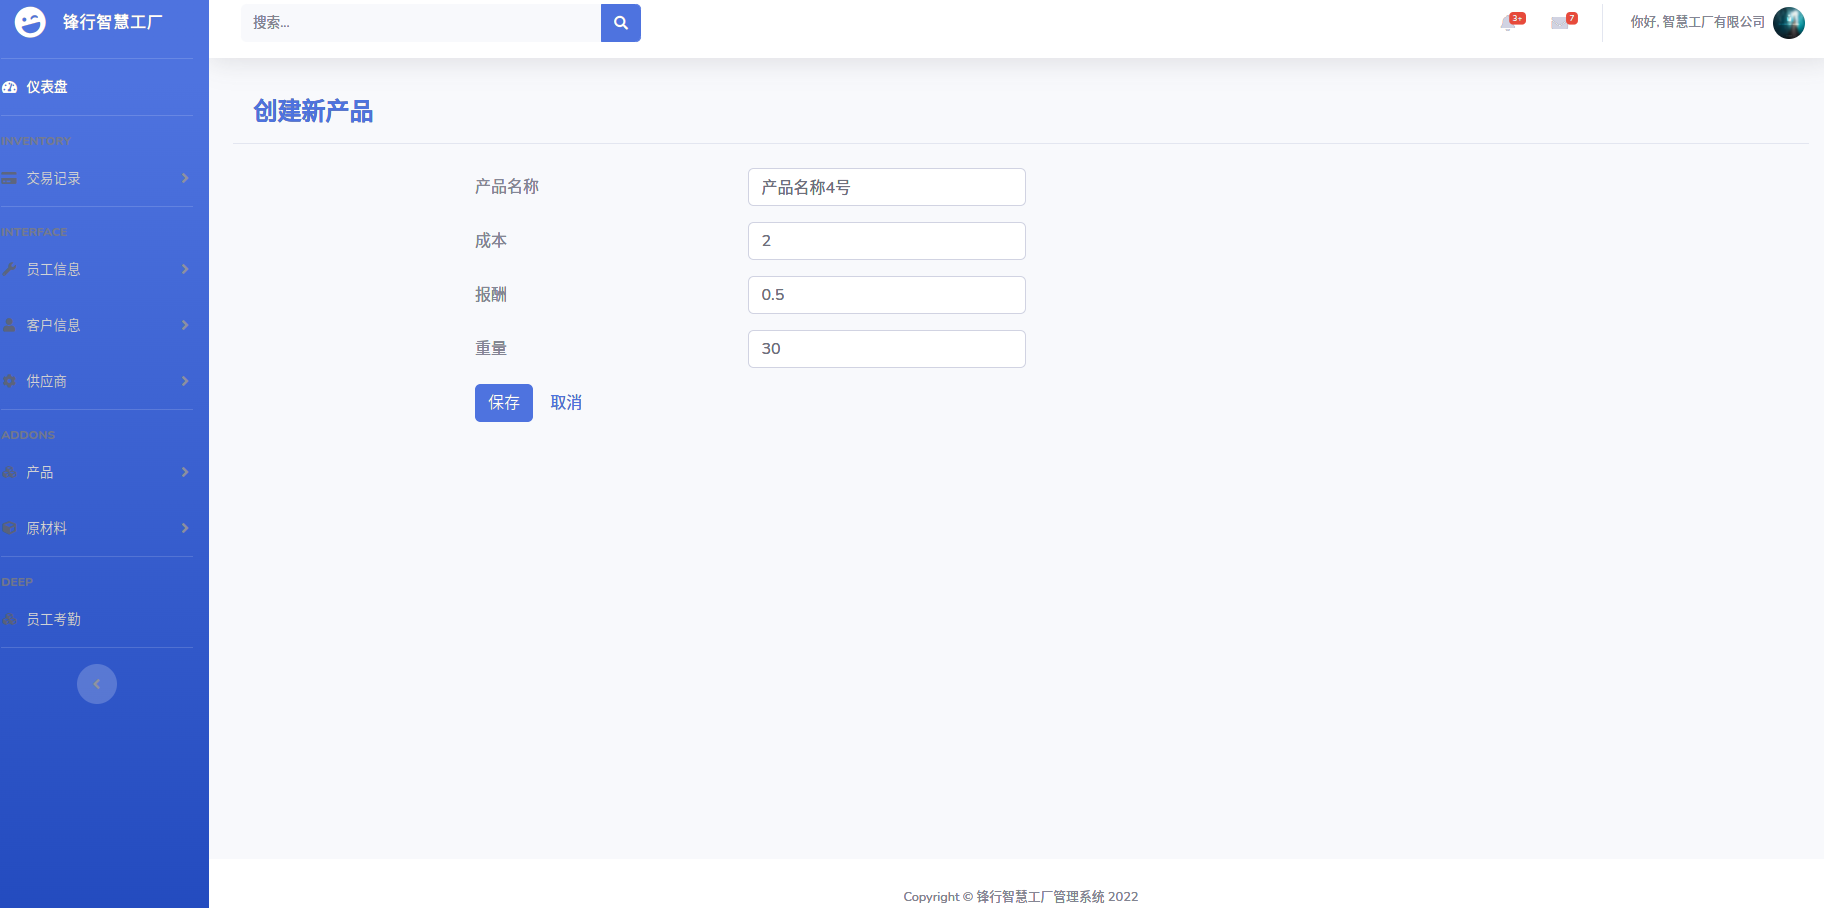 锋行智慧工厂
搜索...
3+
7
你好, 智慧工厂有限公司
仪表盘
INVENTORY
交易记录
INTERFACE
员工信息
客户信息
供应商
ADDONS
产品
原材料
DEEP
员工考勤
创建新产品
产品名称
产品名称4号
成本
2
报酬
0.5
重量
30
保存 取消
Copyright © 锋行智慧工厂管理系统 2022